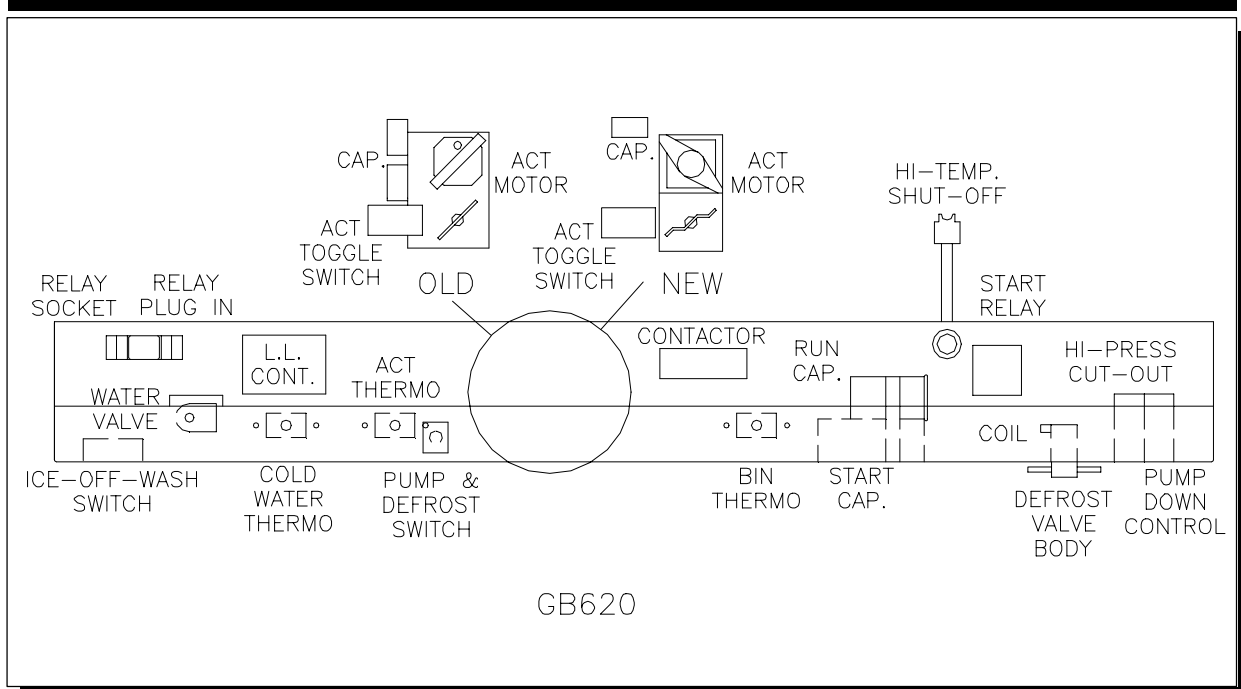 CAP.
ACT
MOTOR
ACT
TOGGLE
SWITCH
OLD
CAP.
ACT
MOTOR
ACT
TOGGLE
SWITCH
NEW
HI-TEMP.
SHUT-OFF
RELAY
SOCKET
RELAY
PLUG IN
START
RELAY
L.L.
CONT.
ACT
THERMO
CONTACTOR
RUN
CAP.
HI-PRESS
CUT-OUT
WATER
VALVE
COIL
ICE-OFF-WASH
SWITCH
COLD
WATER
THERMO
PUMP &
DEFROST
SWITCH
BIN
THERMO
START
CAP.
DEFROST
VALVE
BODY
PUMP
DOWN
CONTROL
GB620